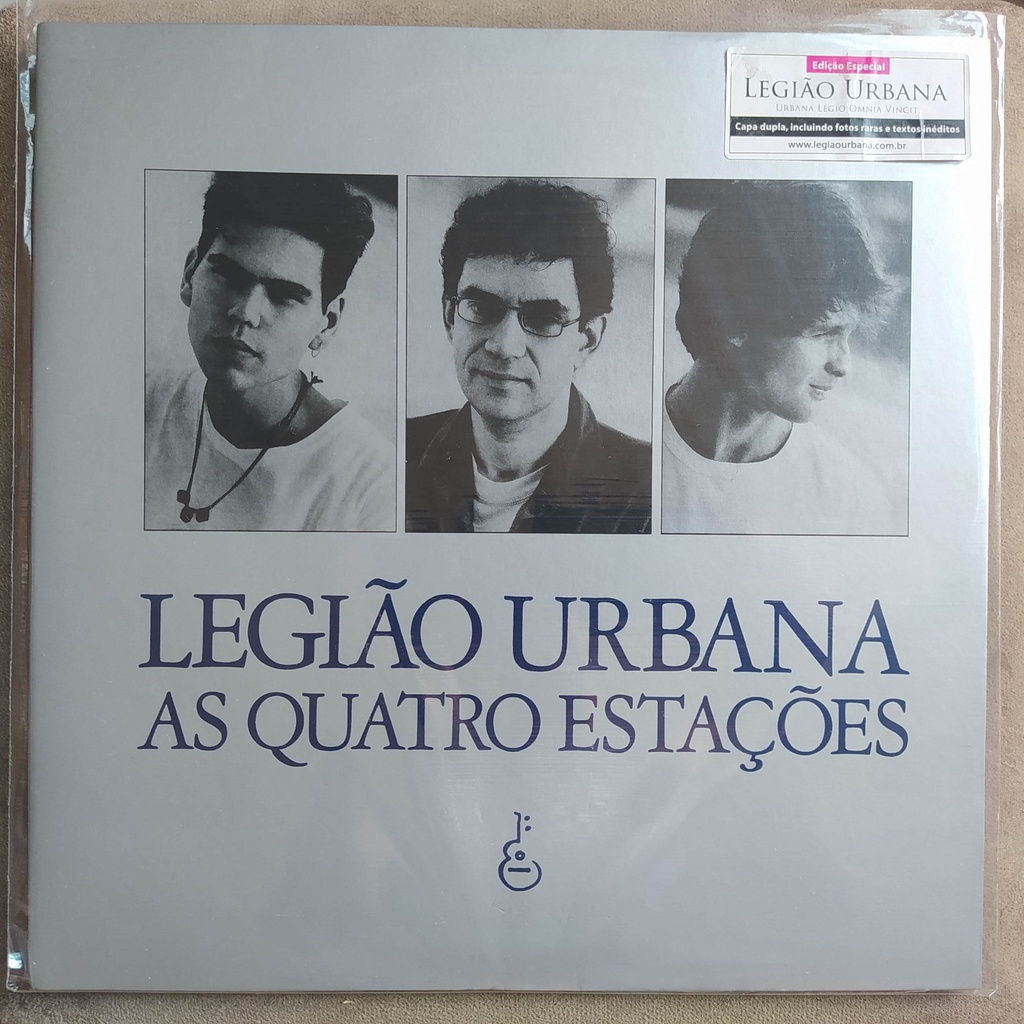 Edição Especial
LEGIÃO URBANA
URBANA LEGIO OMNIA VINCIT
Capa dupla, incluindo fotos raras e textos inéditos
www.legiaourbana.com.br
LEGIÃO URBANA
AS QUATRO ESTAÇÕES